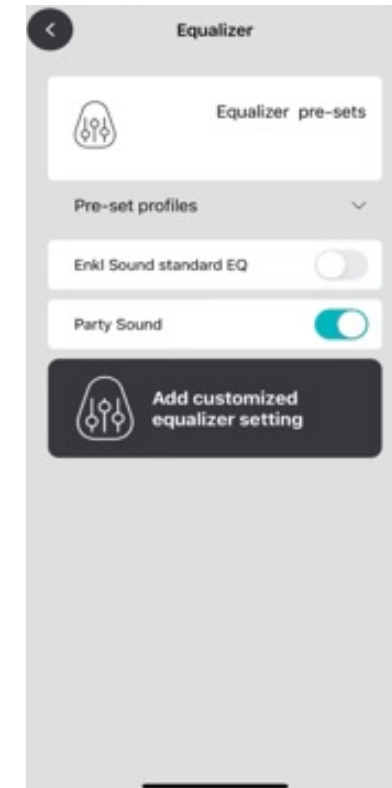 Equalizer
Equalizer pre-sets
Pre-set profiles
Enkl Sound standard EQ
Party Sound
Add customized
equalizer setting